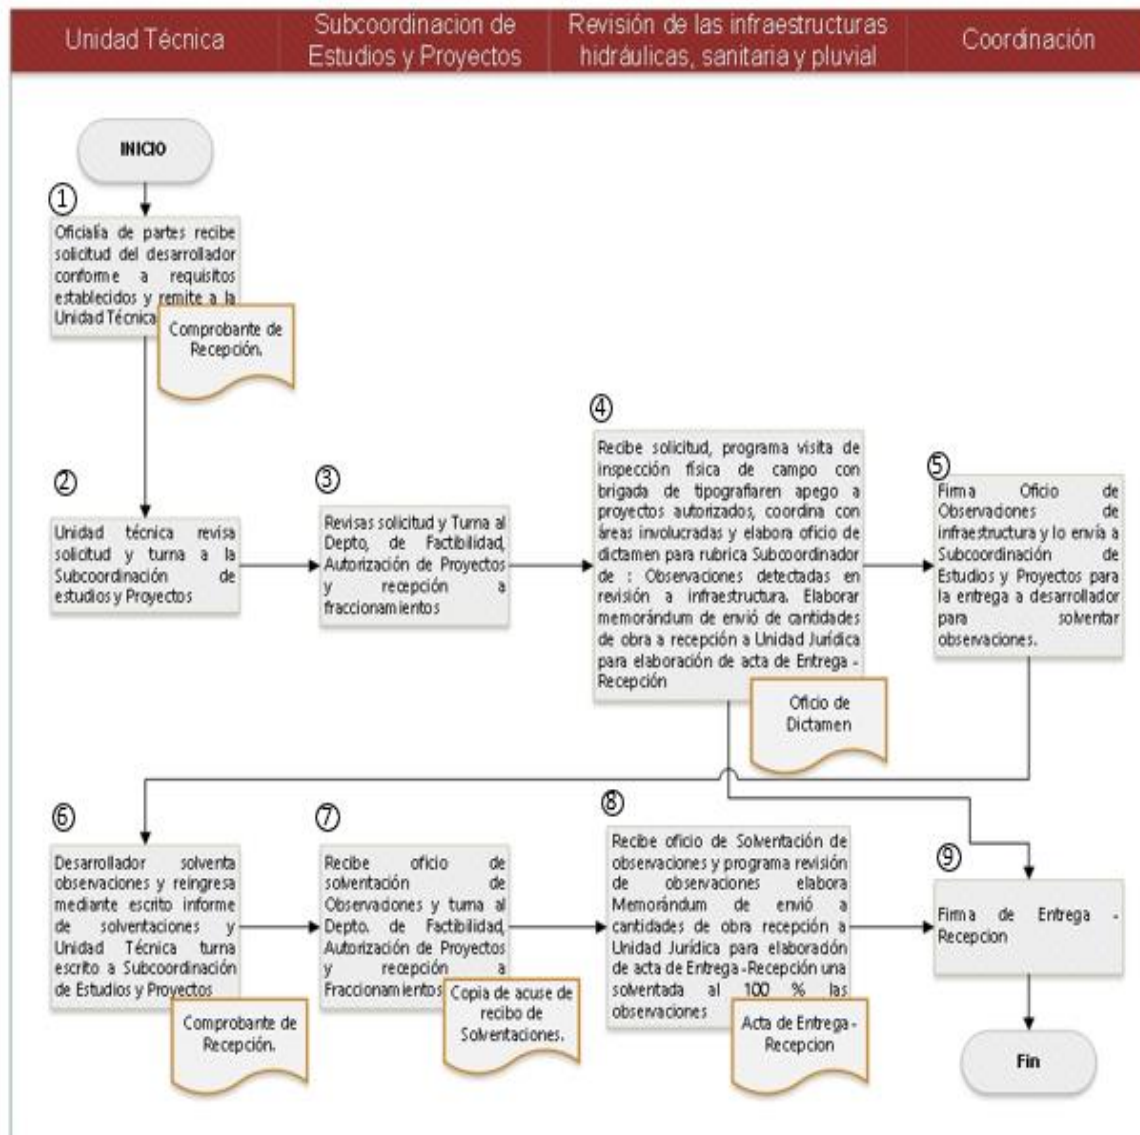 Unidad Técnica
Subcoordinacion de
Estudios y Proyectos
Revisión de las infraestructuras
hidráulicas, sanitaria y pluvial
Coordinación
INICIO
1
Oficialía de partes recibe
solicitud del desarrollador
conforme a requisitos
establecidos y remite a la
Unidad Técnica
Comprobante de
Recepción.
2
Unidad técnica revisa
solicitud y turna a la
Subcoordinación de
estudios y Proyectos
3
Revisas solicitud y Turna al
Depto, de Factibilidad,
Autorización de Proyectos
y recepción a
fraccionamientos
4
Recibe solicitud, programa visita de
inspección física de campo con
brigada de tipografiaren apego a
proyectos autorizados, coordina con
áreas involucradas y elabora oficio de
dictamen para rubrica Subcoordinador
de : Observaciones detectadas en
revisión a infraestructura. Elaborar
memorándum de envió de cantidades
de obra a recepción a Unidad Jurídica
para elaboración de acta de Entrega -
Recepción
Oficio de
Dictamen
5
Firma Oficio de
Observaciones de
infraestructura y lo envía a
Subcoordinación de
Estudios y Proyectos para
la entrega a desarrollador
para solventar
observaciones.
6
Desarrollador solventa
observaciones y reingresa
mediante escrito informe
de solventaciones y
Unidad Técnica turna
escrito a Subcoordinación
de Estudios y Proyectos
Comprobante de
Recepción.
7
Recibe oficio de
solventación de
Observaciones y turna al
Depto. de Factibilidad,
Autorización de Proyectos
y recepción a
Fraccionamientos
Copia de acuse de
recibo de
Solventaciones.
8
Recibe oficio de Solventación de
observaciones y programa revisión
de observaciones elabora
Memorándum de envió a
cantidades de obra recepción a
Unidad Jurídica para elaboración
de acta de Entrega -Recepción una
solventada al 100 % las
observaciones
Acta de Entrega -
Recepcion
9
Firma de Entrega -
Recepcion
Fin